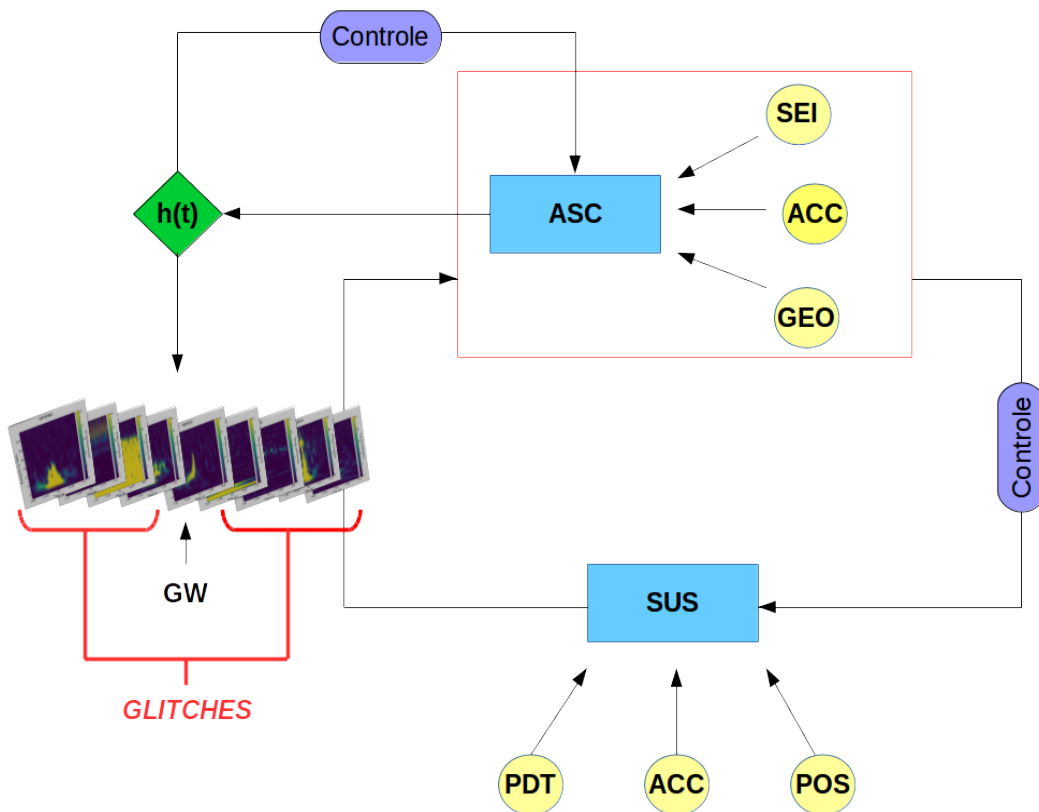 Controle
SEI
ASC
ACC
h(t)
GEO
Controle
GW
SUS
GLITCHES
PDT
ACC
POS